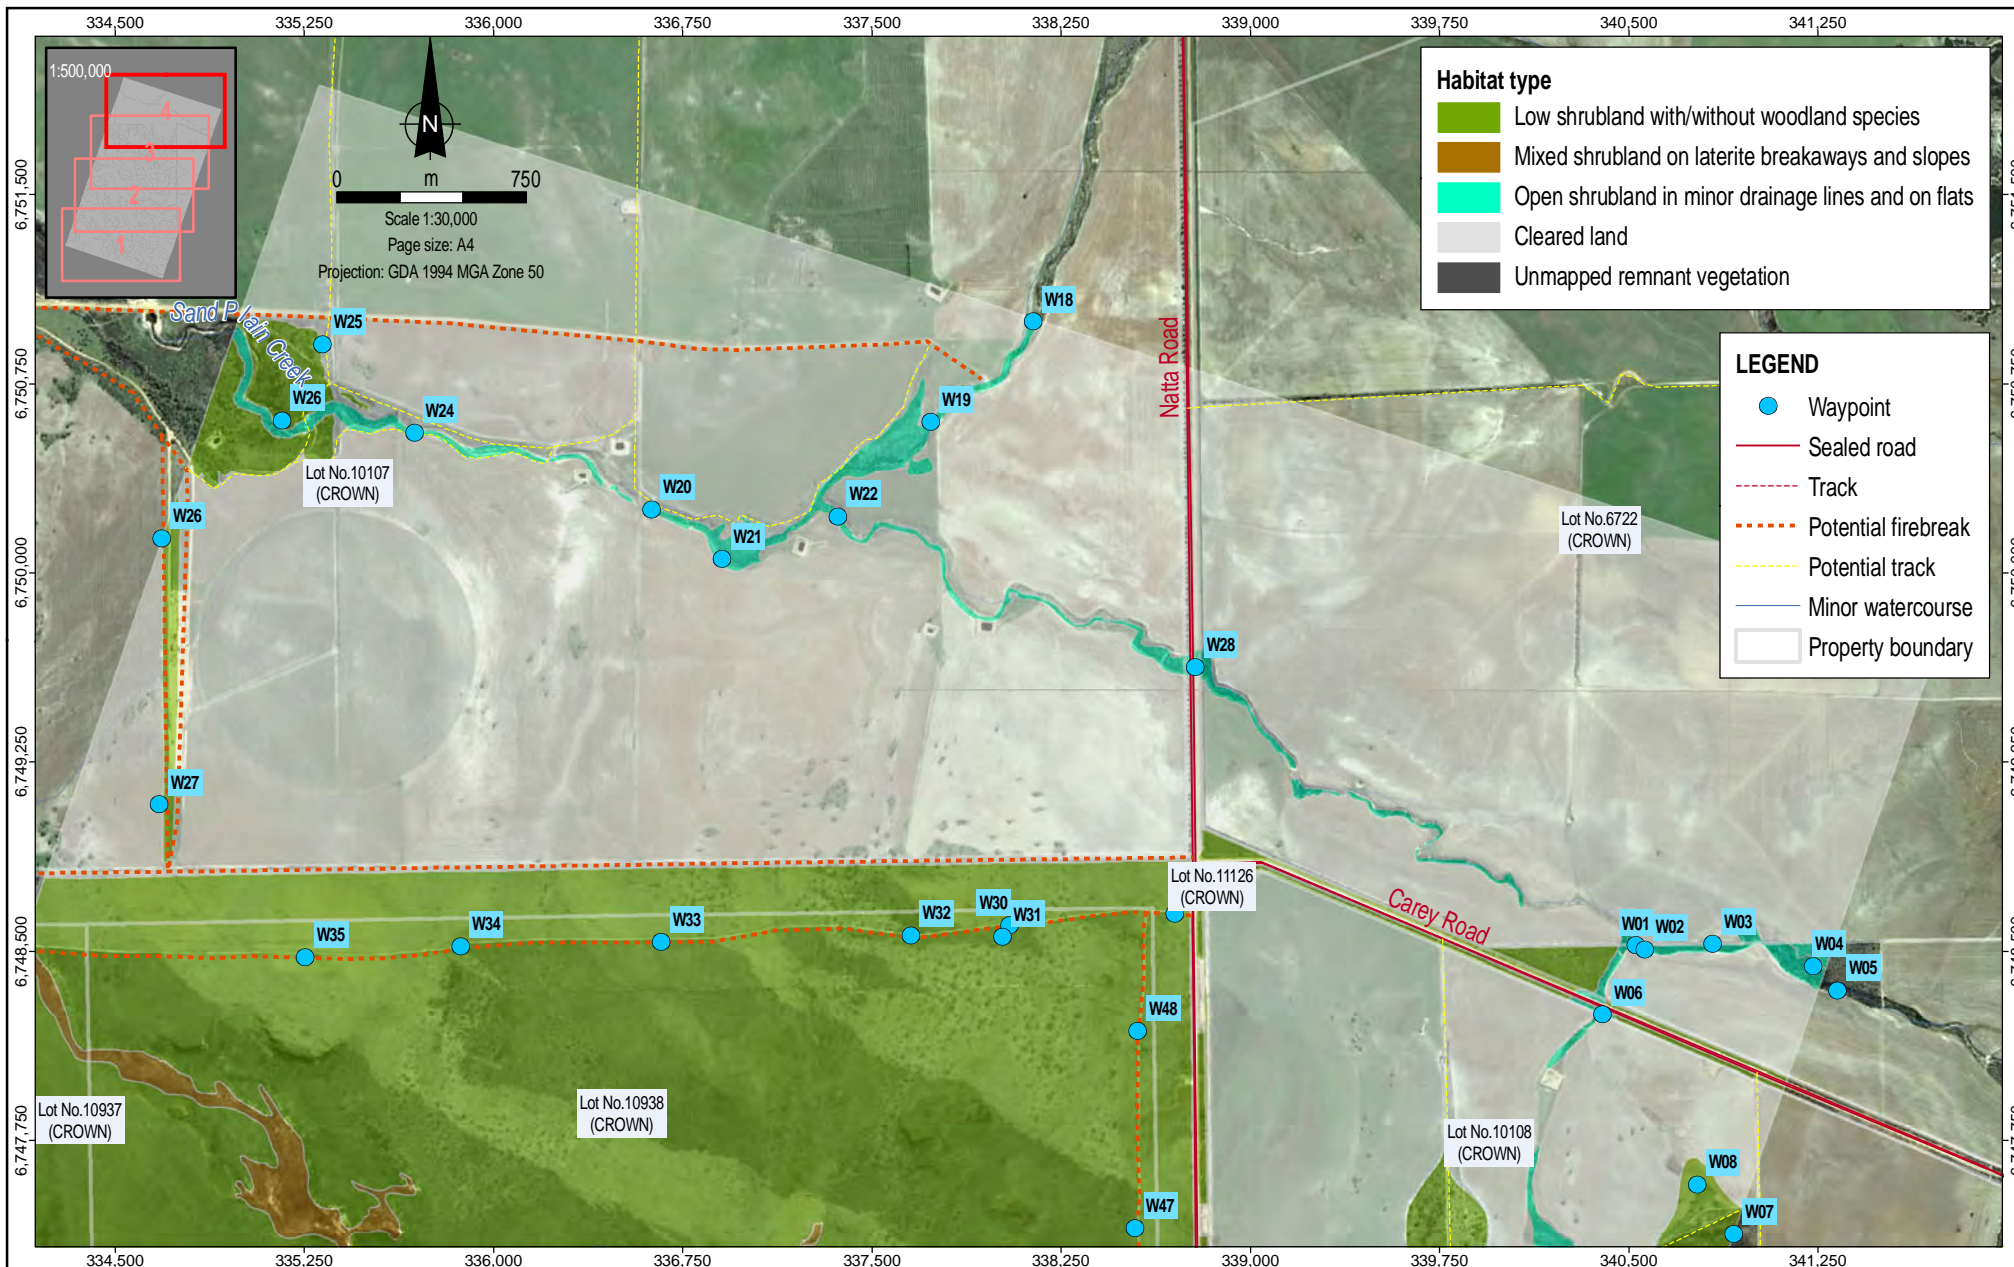 334,500 335,250 336,000 336,750 337,500 338,250 339,000 339,750 340,500 341,250
1:500,000
4
3
2
1
N
0 m 750
Scale 1:30,000
Page size: A4
Projection: GDA 1994 MGA Zone 50
Habitat type
Low shrubland with/without woodland species
Mixed shrubland on laterite breakaways and slopes
Open shrubland in minor drainage lines and on flats
Cleared land
Unmapped remnant vegetation
LEGEND
Waypoint
Sealed road
Track
Potential firebreak
Potential track
Minor watercourse
Property boundary
6,751,500
6,750,750
6,750,000
6,749,250
6,748,500
6,747,750
Sand Plain Creek
W25
W26
W24
W18
W19
Natta Road
Lot No.10107
(CROWN)
W26
W20
W22
W21
Lot No.6722
(CROWN)
W28
W27
Lot No.11126
(CROWN)
Carey Road
W35
W34
W33
W32
W30
W31
W01
W02
W03
W04
W05
W06
W48
Lot No.10937
(CROWN)
Lot No.10938
(CROWN)
Lot No.10108
(CROWN)
W08
W47
W07
334,500 335,250 336,000 336,750 337,500 338,250 339,000 339,750 340,500 341,250